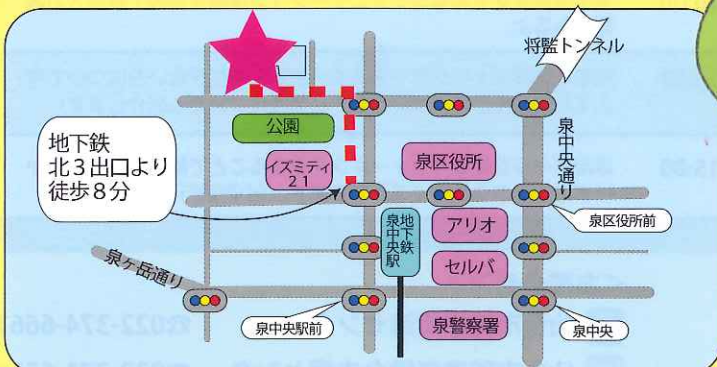 将監トンネル
公園
地下鉄
北3出口より
徒歩8分
イズミティ
21
泉区役所
泉中央通り
地下鉄
泉中央駅
アリオ
泉区役所前
セルバ
泉ヶ岳通り
泉中央駅前
泉警察署
泉中央
☎022-374-666